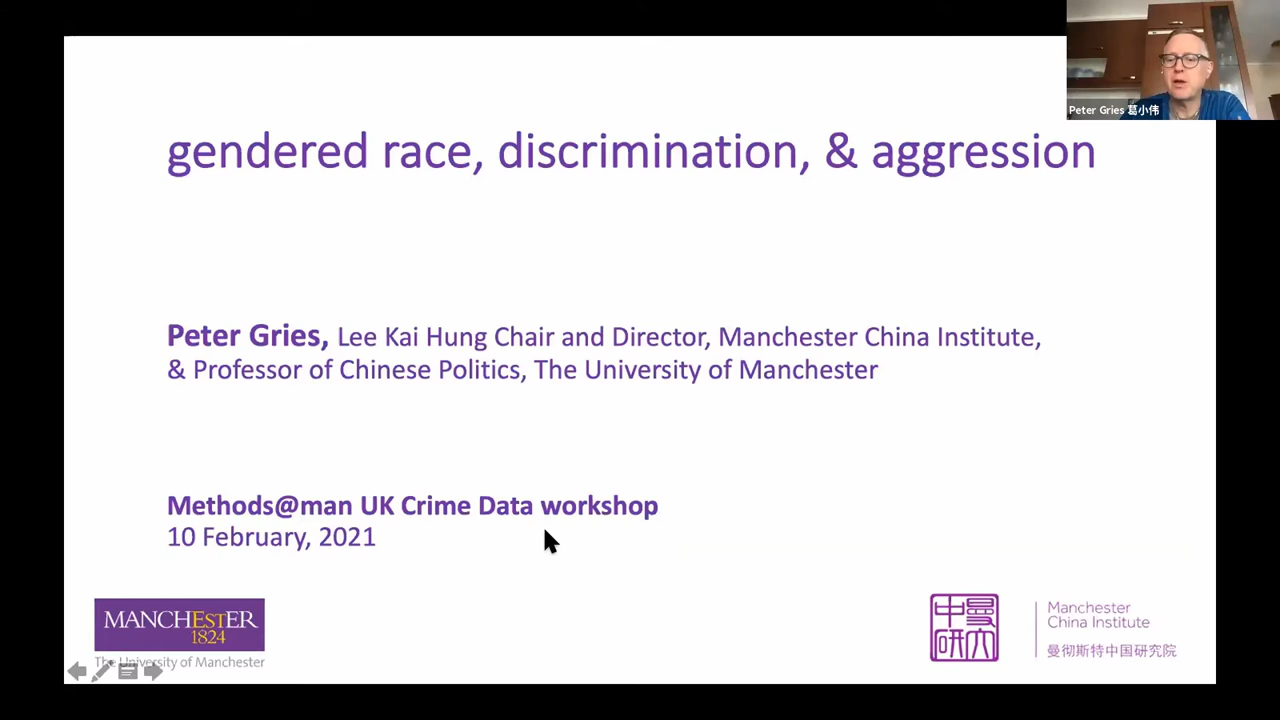 Peter Gries 葛小伟
gendered race, discrimination, & aggression
Peter Gries, Lee Kai Hung Chair and Director, Manchester China Institute,
& Professor of Chinese Politics, The University of Manchester
Methods@man UK Crime Data workshop
10 February, 2021
MANCHESTER
1824
The University of Manchester
中曼
研究
Manchester
China Institute
曼彻斯特中国研究院